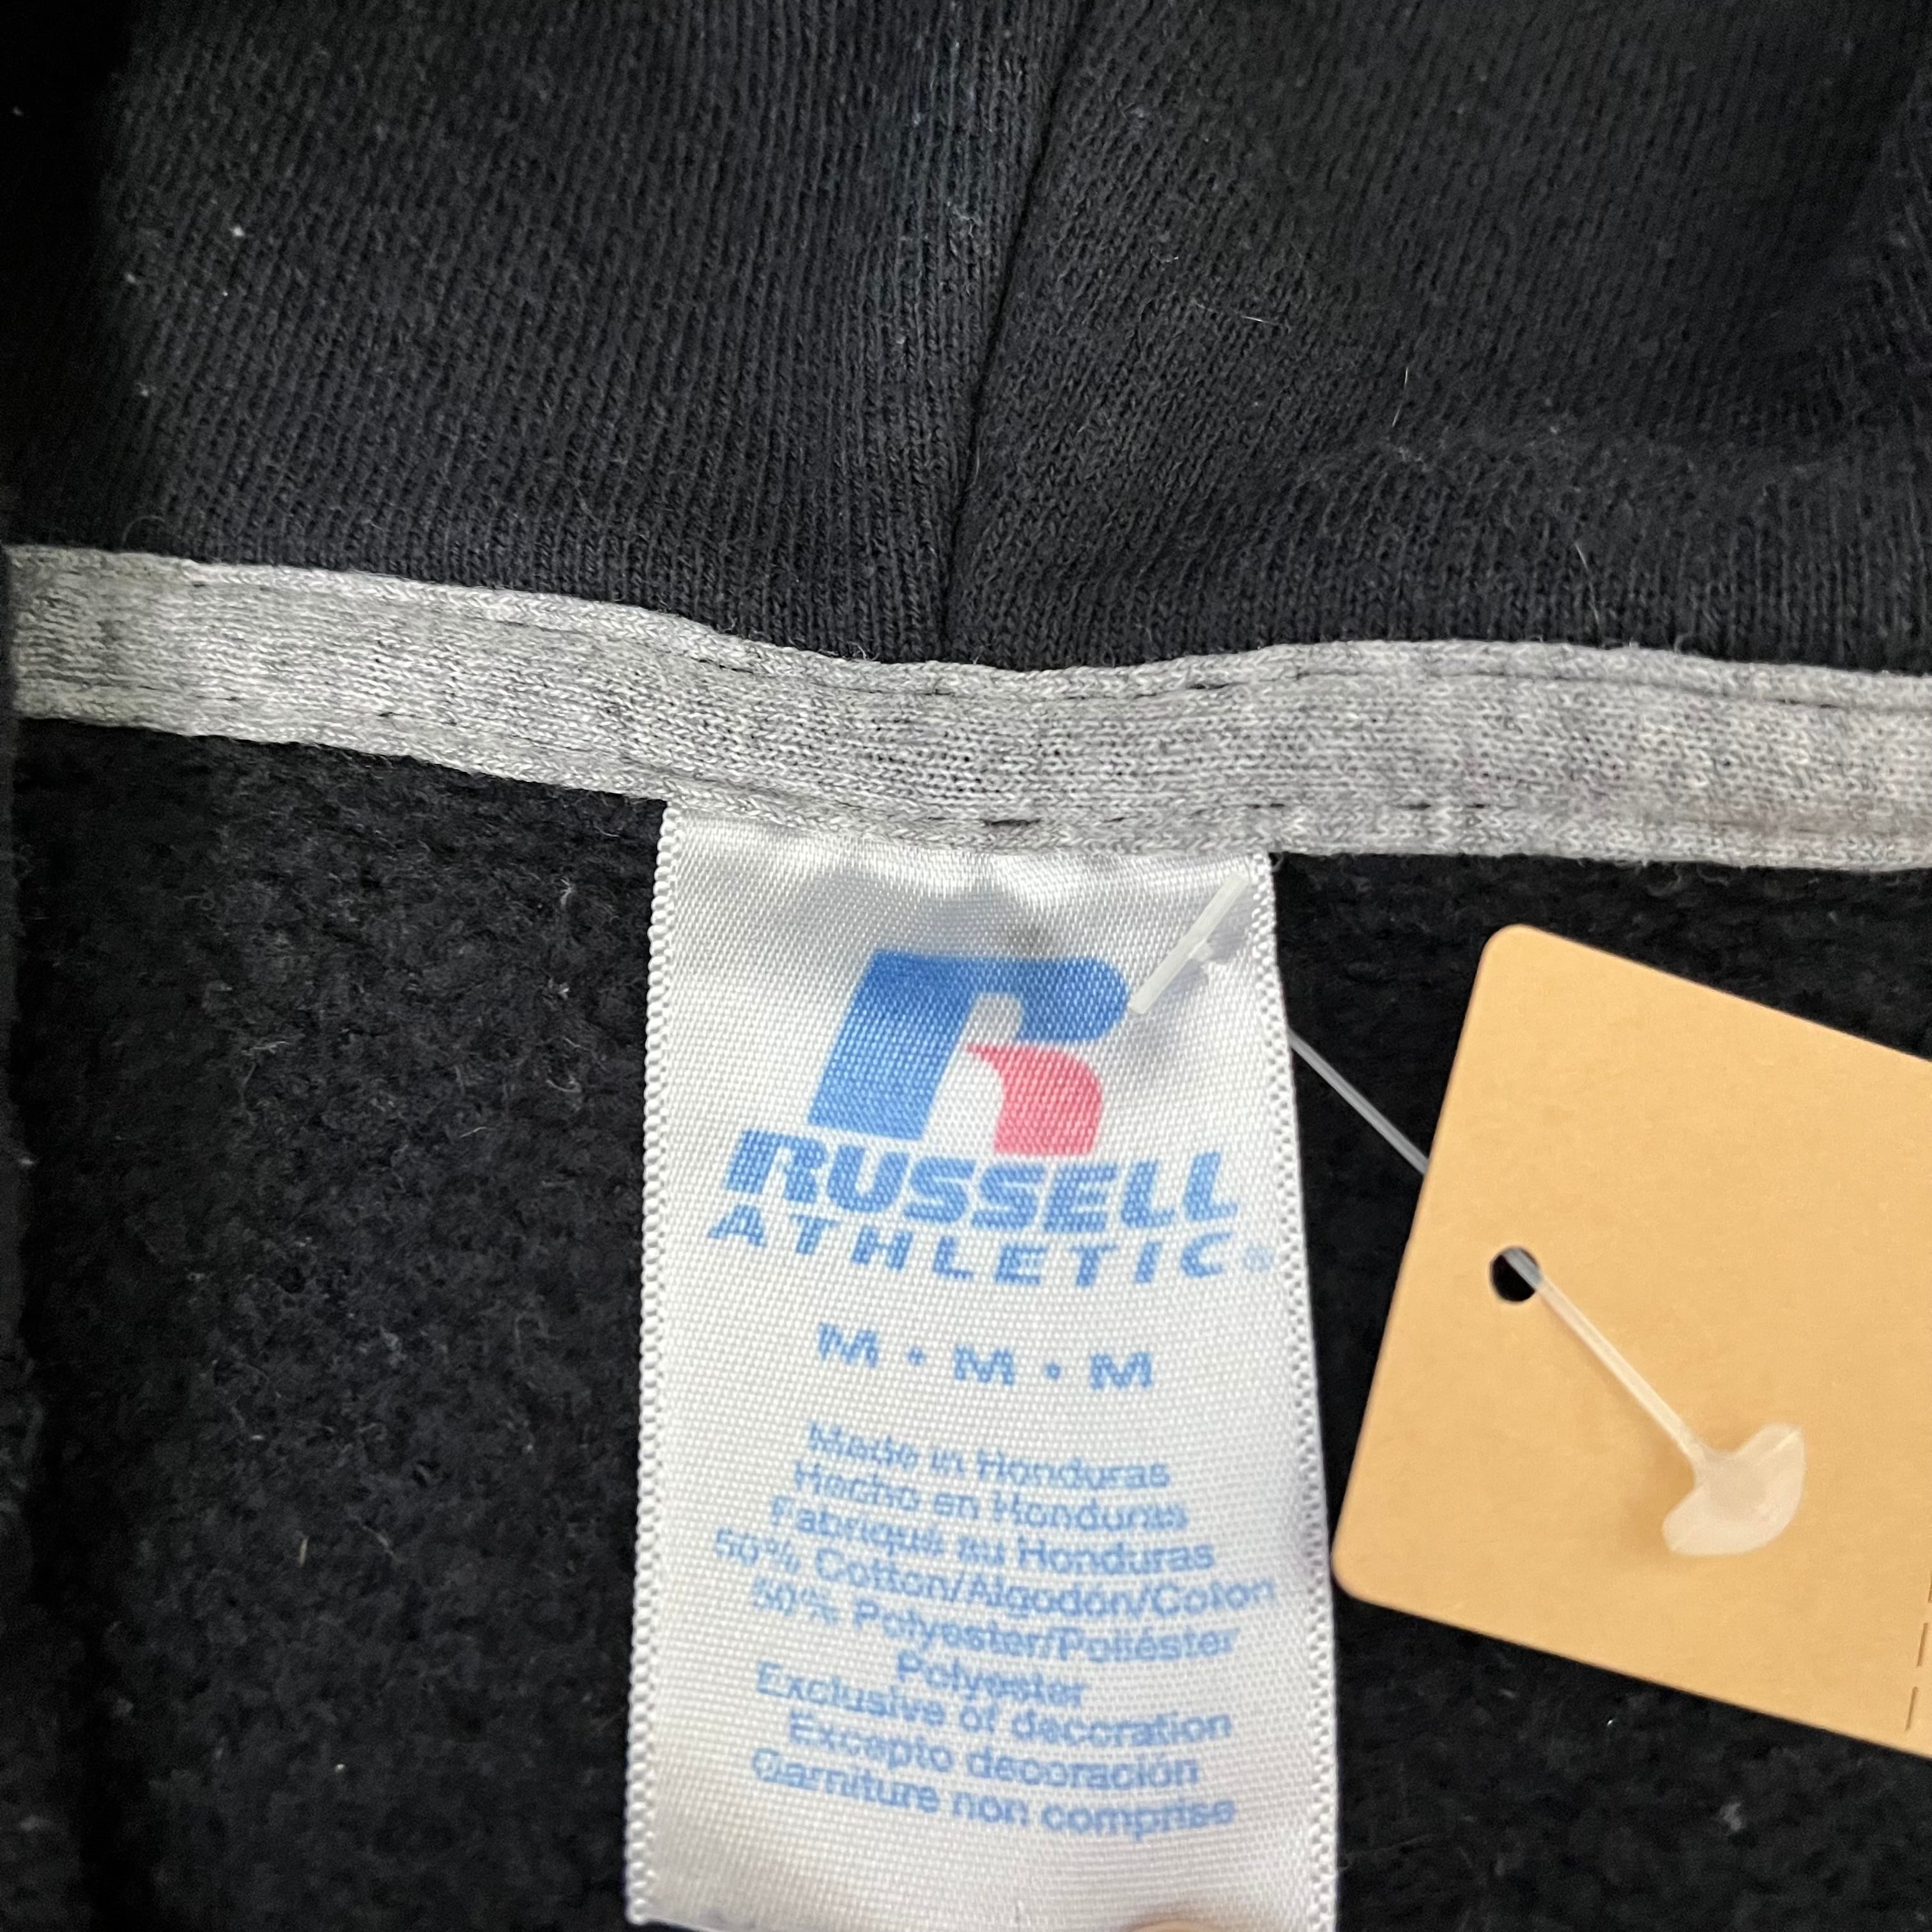 R
RUSSELL
ATHLETIC®
M • M • M
Made in Honduras
Hecho en Honduras
Fabriqué au Honduras
50% Cotton/Algodón/Coton
50% Polyester/Poliéster
Polyester
Exclusive of decoration
Excepto decoración
Garniture non comprise